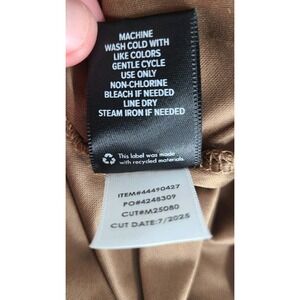 MACHINE
WASH COLD WITH
LIKE COLORS
GENTLE CYCLE
USE ONLY
NON-CHLORINE
BLEACH IF NEEDED
LINE DRY
STEAM IRON IF NEEDED
This label was made
with recycled materials.
ITEM#44490427
PO#4248309
CUT#M25080
CUT DATE:7/2025